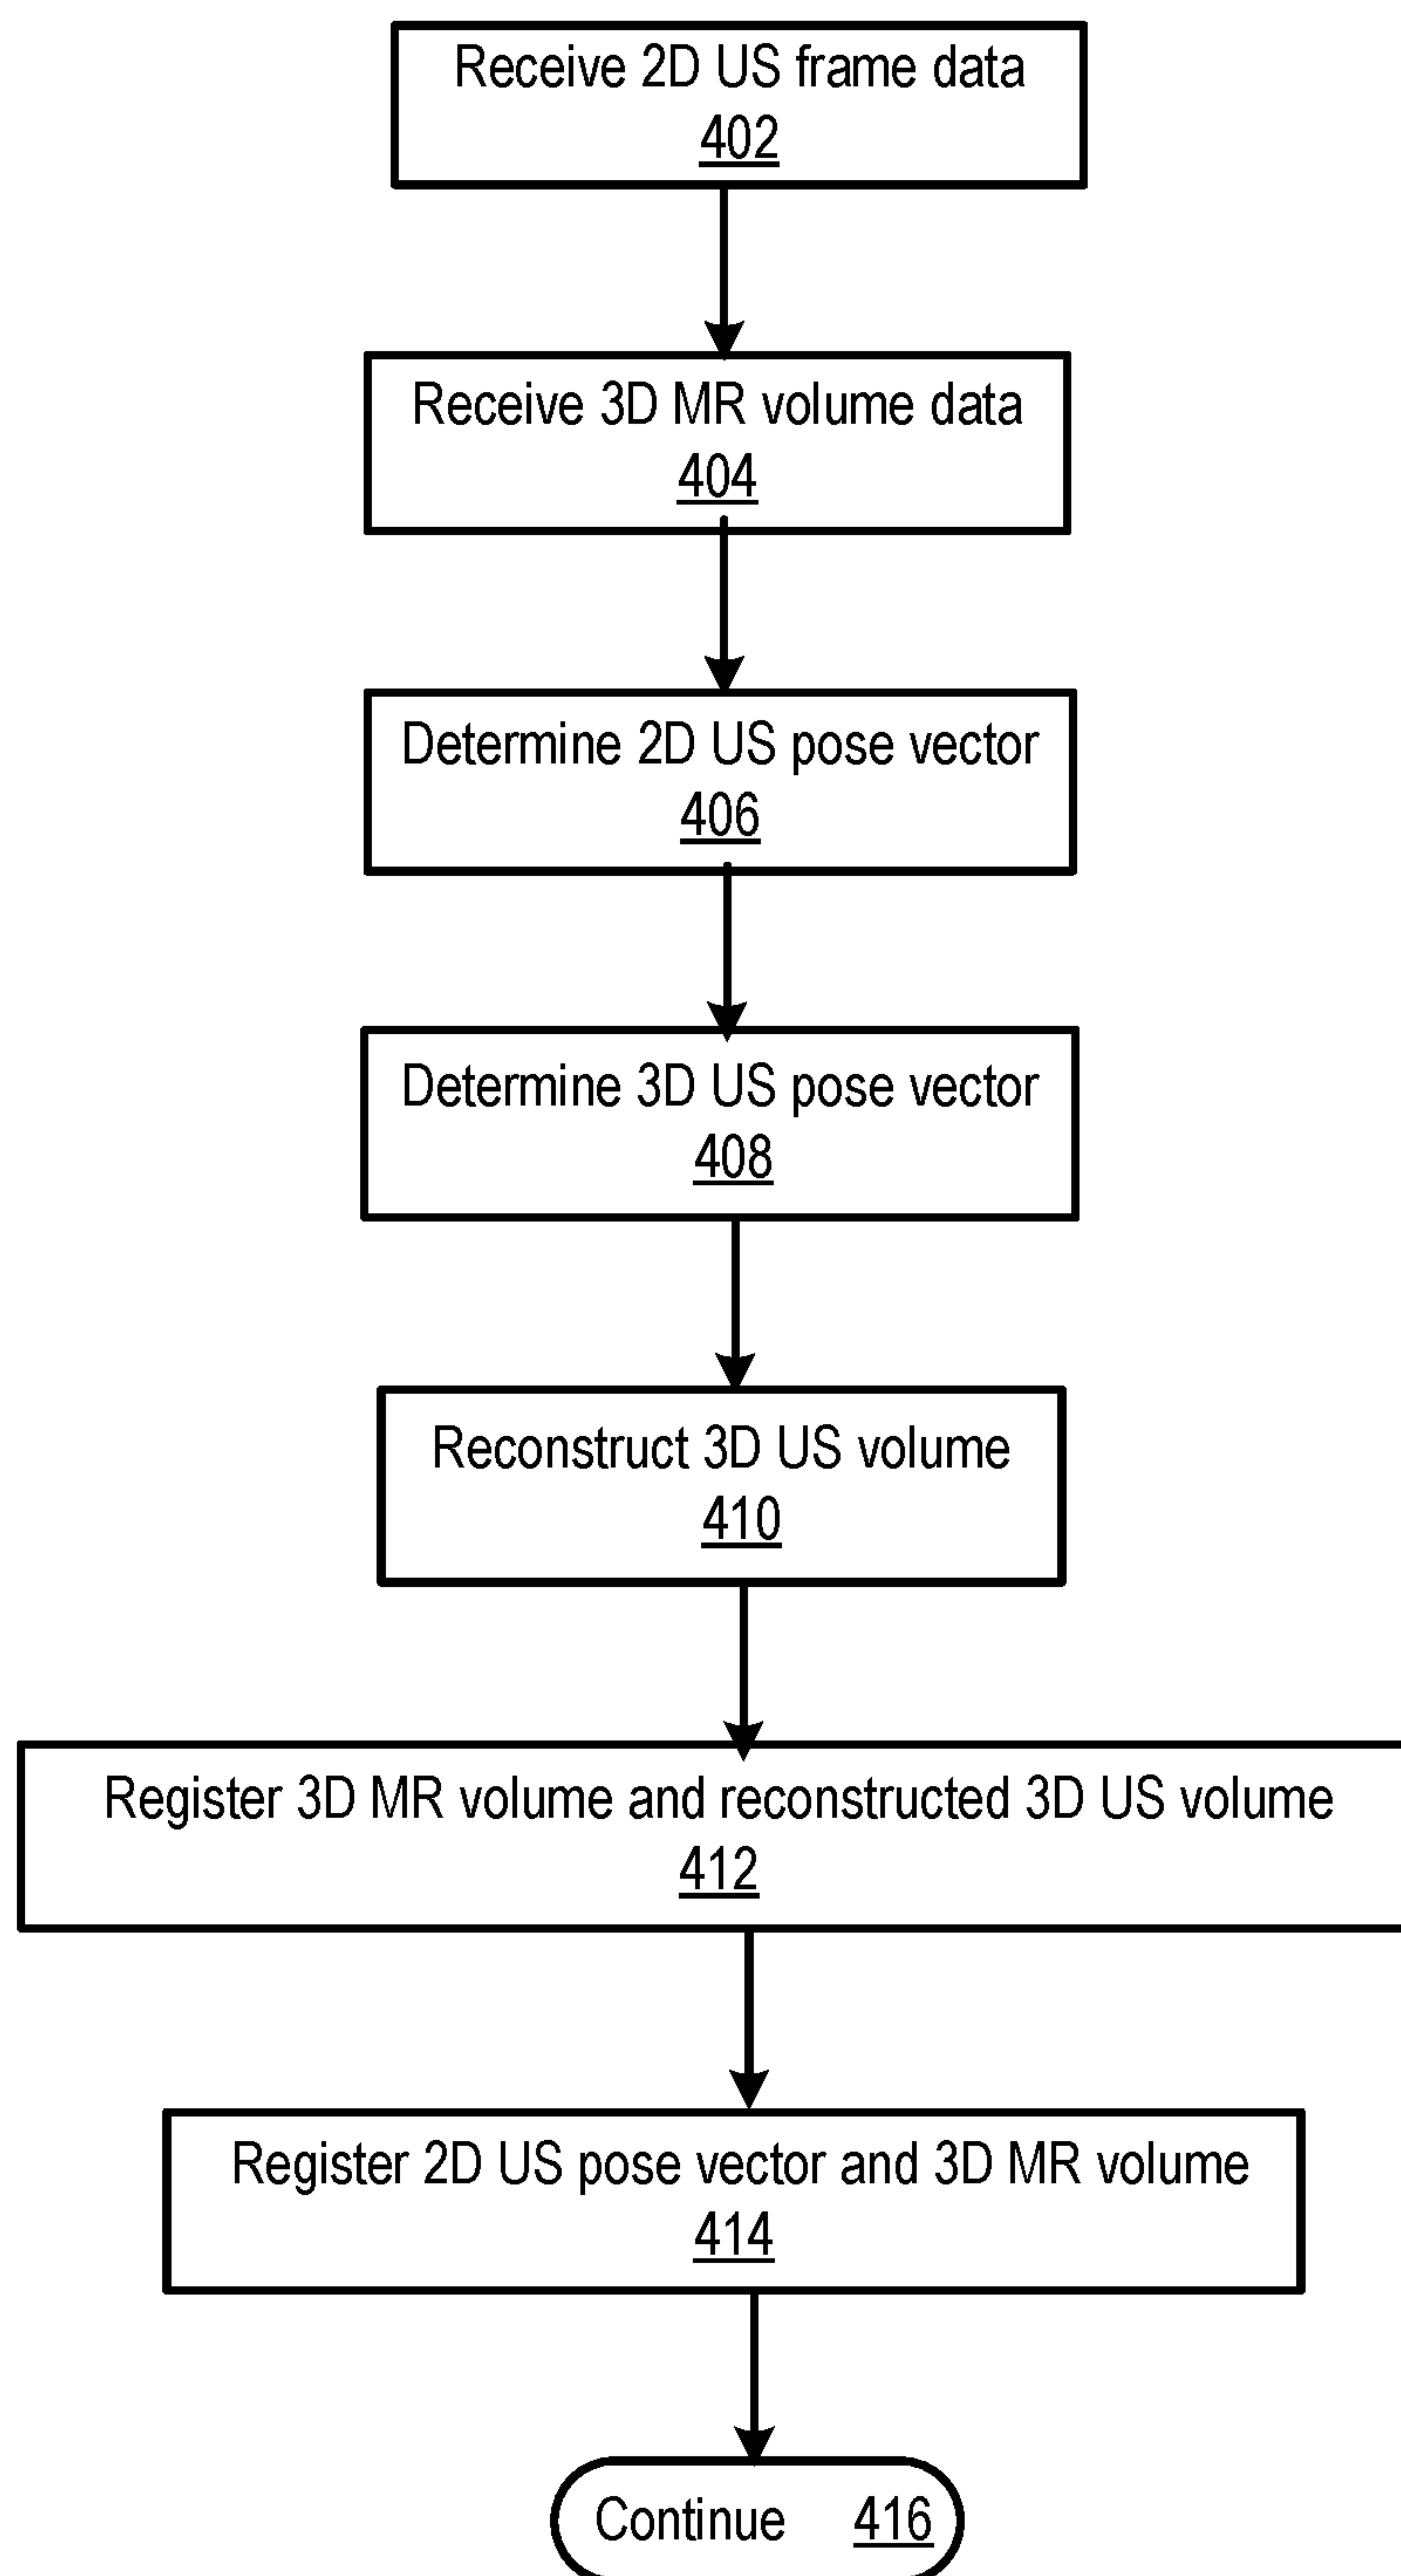 Receive 2D US frame data
402
Receive 3D MR volume data
404
Determine 2D US pose vector
406
Determine 3D US pose vector
408
Reconstruct 3D US volume
410
Register 3D MR volume and reconstructed 3D US volume
412
Register 2D US pose vector and 3D MR volume
414
Continue 416